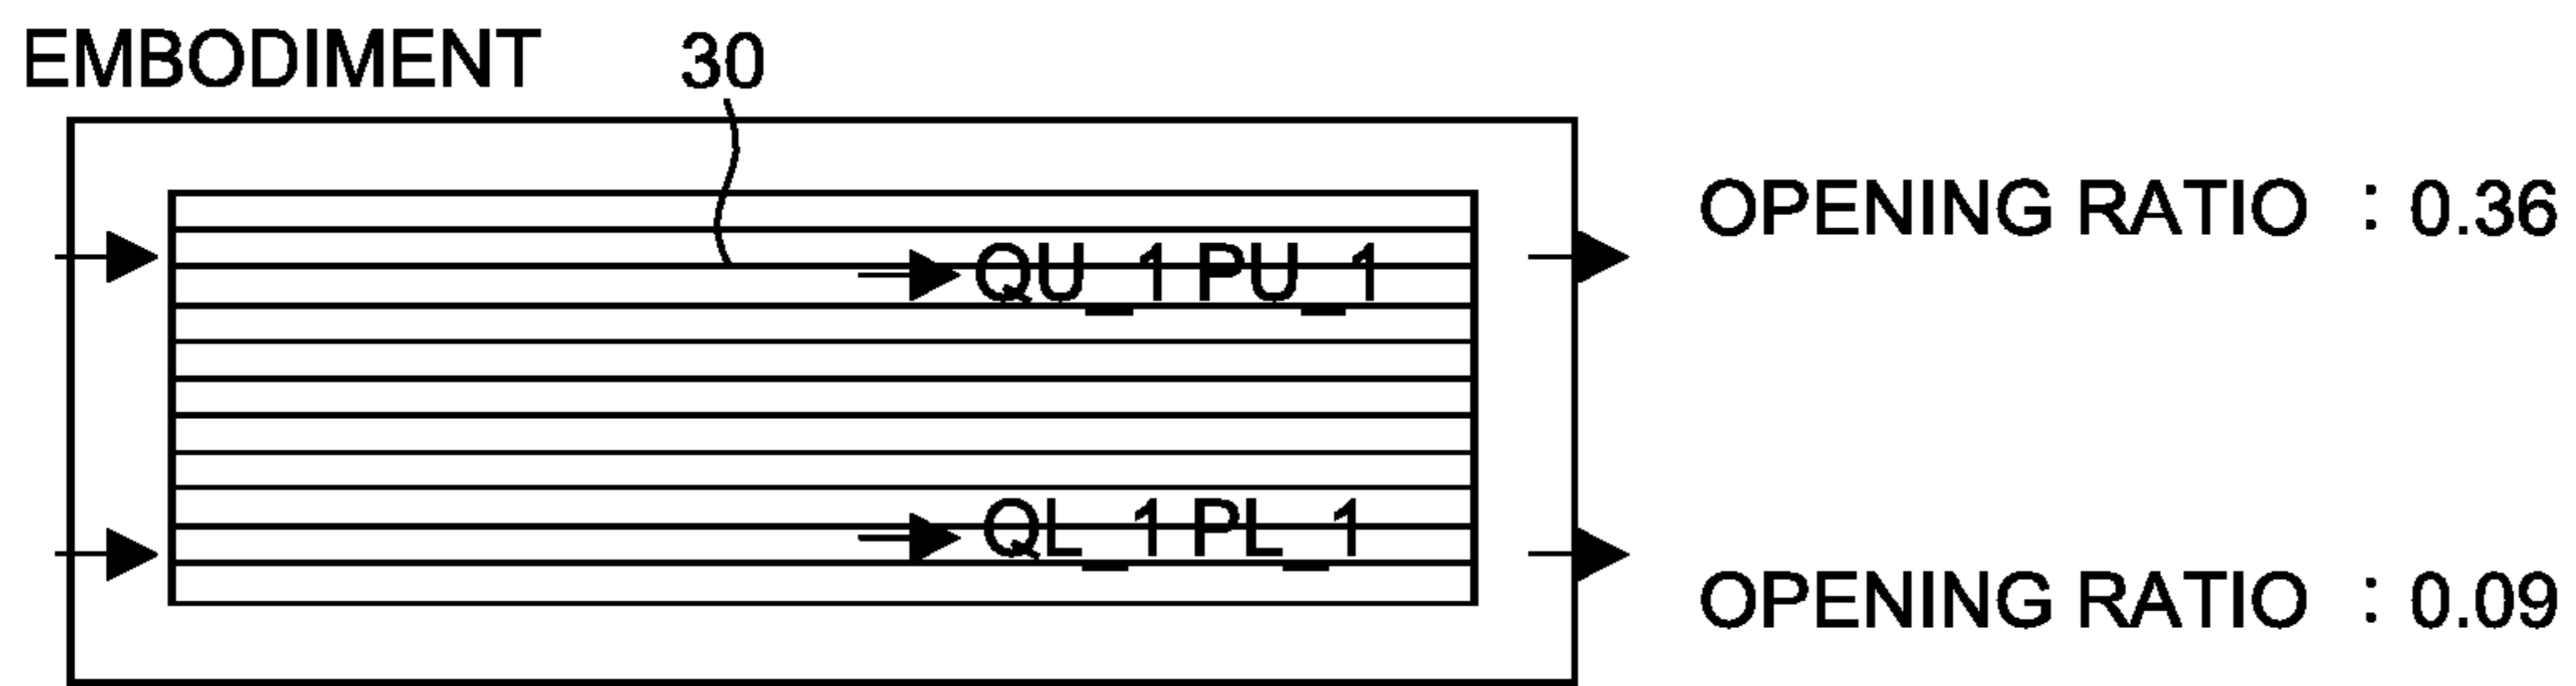 EMBODIMENT 30
OPENING RATIO : 0.36
QU_1 PU_1
QL_1 PL_1
OPENING RATIO : 0.09